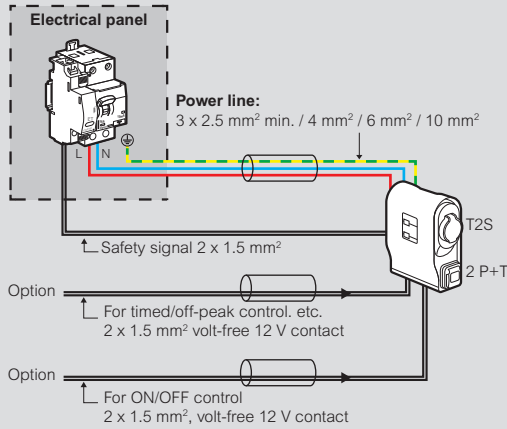 Electrical panel
Power line:
3 x 2.5 mm² min. / 4 mm² / 6 mm² / 10 mm²
L N
T2S
Safety signal 2 x 1.5 mm²
2 P+T
Option
For timed/off-peak control. etc.
2 x 1.5 mm² volt-free 12 V contact
Option
For ON/OFF control
2 x 1.5 mm², volt-free 12 V contact